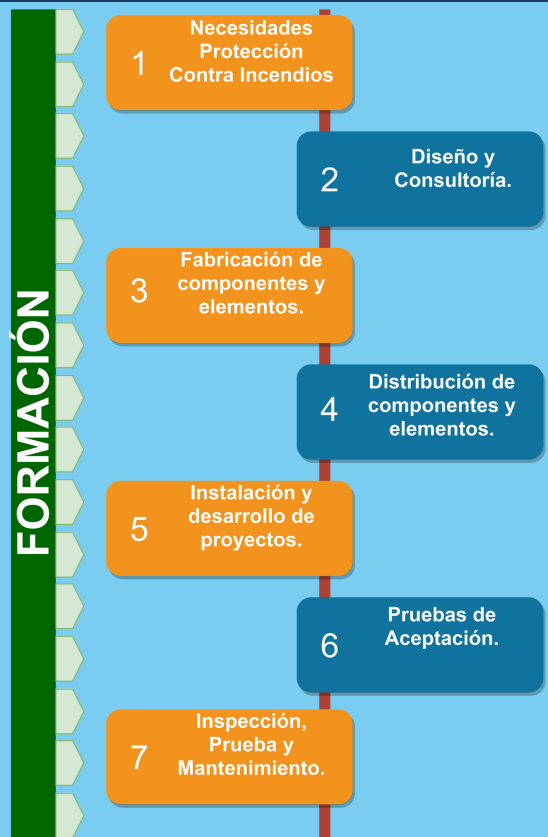 FORMACIÓN
1
Necesidades
Protección
Contra Incendios
2
Diseño y
Consultoría.
3
Fabricación de
componentes y
elementos.
4
Distribución de
componentes y
elementos.
5
Instalación y
desarrollo de
proyectos.
6
Pruebas de
Aceptación.
7
Inspección,
Prueba y
Mantenimiento.